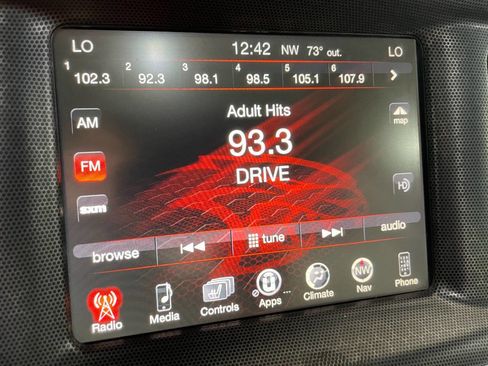 LO 12:42 NW 73° out. LO
1 2 3 4 5 6
102.3 92.3 98.1 98.5 105.1 107.9
Adult Hits
AM 93.3 map
FM DRIVE HD
sxm
browse tune audio
Radio Media Controls Apps Climate NW Nav Phone